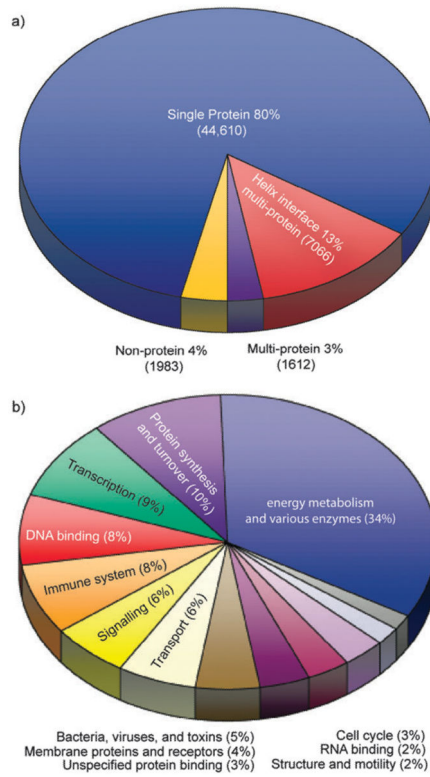 a)
Single Protein 80%
(44,610)
Helix interface 13%
multi-protein (7066)
Non-protein 4%
(1983)
Multi-protein 3%
(1612)
b)
Protein synthesis
and turnover (10%)
Transcription (9%)
energy metabolism
and various enzymes (34%)
DNA binding (8%)
Immune system (8%)
Signalling (6%)
Transport (6%)
Bacteria, viruses, and toxins (5%)
Membrane proteins and receptors (4%)
Unspecified protein binding (3%)
Cell cycle (3%)
RNA binding (2%)
Structure and motility (2%)